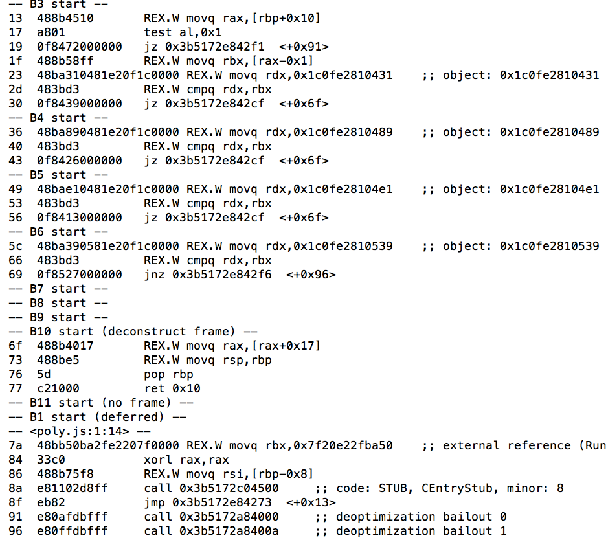 -- B3 start --
13  488b4510       REX.W movq rax,[rbp+0x10]
17  a801           test al,0x1
19  0f8472000000   jz 0x3b5172e842f1  <+0x91>
1f  488b58ff       REX.W movq rbx,[rax-0x1]
23  48ba310481e20f1c0000 REX.W movq rdx,0x1c0fe2810431    ;; object: 0x1c0fe2810431
2d  483bd3         REX.W cmpq rdx,rbx
30  0f8439000000   jz 0x3b5172e842cf  <+0x6f>
-- B4 start --
36  48ba890481e20f1c0000 REX.W movq rdx,0x1c0fe2810489    ;; object: 0x1c0fe2810489
40  483bd3         REX.W cmpq rdx,rbx
43  0f8426000000   jz 0x3b5172e842cf  <+0x6f>
-- B5 start --
49  48bae10481e20f1c0000 REX.W movq rdx,0x1c0fe28104e1    ;; object: 0x1c0fe28104e1
53  483bd3         REX.W cmpq rdx,rbx
56  0f8413000000   jz 0x3b5172e842cf  <+0x6f>
-- B6 start --
5c  48ba390581e20f1c0000 REX.W movq rdx,0x1c0fe2810539    ;; object: 0x1c0fe2810539
66  483bd3         REX.W cmpq rdx,rbx
69  0f8527000000   jnz 0x3b5172e842f6  <+0x96>
-- B7 start --
-- B8 start --
-- B9 start --
-- B10 start (deconstruct frame) --
6f  488b4017       REX.W movq rax,[rax+0x17]
73  488be5         REX.W movq rsp,rbp
76  5d             pop rbp
77  c21000         ret 0x10
-- B11 start (no frame) --
-- B1 start (deferred) --
-- <poly.js:1:14> --
7a  48bb50ba2fe2207f0000 REX.W movq rbx,0x7f20e22fba50    ;; external reference (Run
84  33c0           xorl rax,rax
86  488b75f8       REX.W movq rsi,[rbp-0x8]
8a  e81102d8ff     call 0x3b5172c04500     ;; code: STUB, CEntryStub, minor: 8
8f  eb82           jmp 0x3b5172e84273  <+0x13>
91  e80afdbfff     call 0x3b5172a84000     ;; deoptimization bailout 0
96  e80ffdbfff     call 0x3b5172a8400a     ;; deoptimization bailout 1